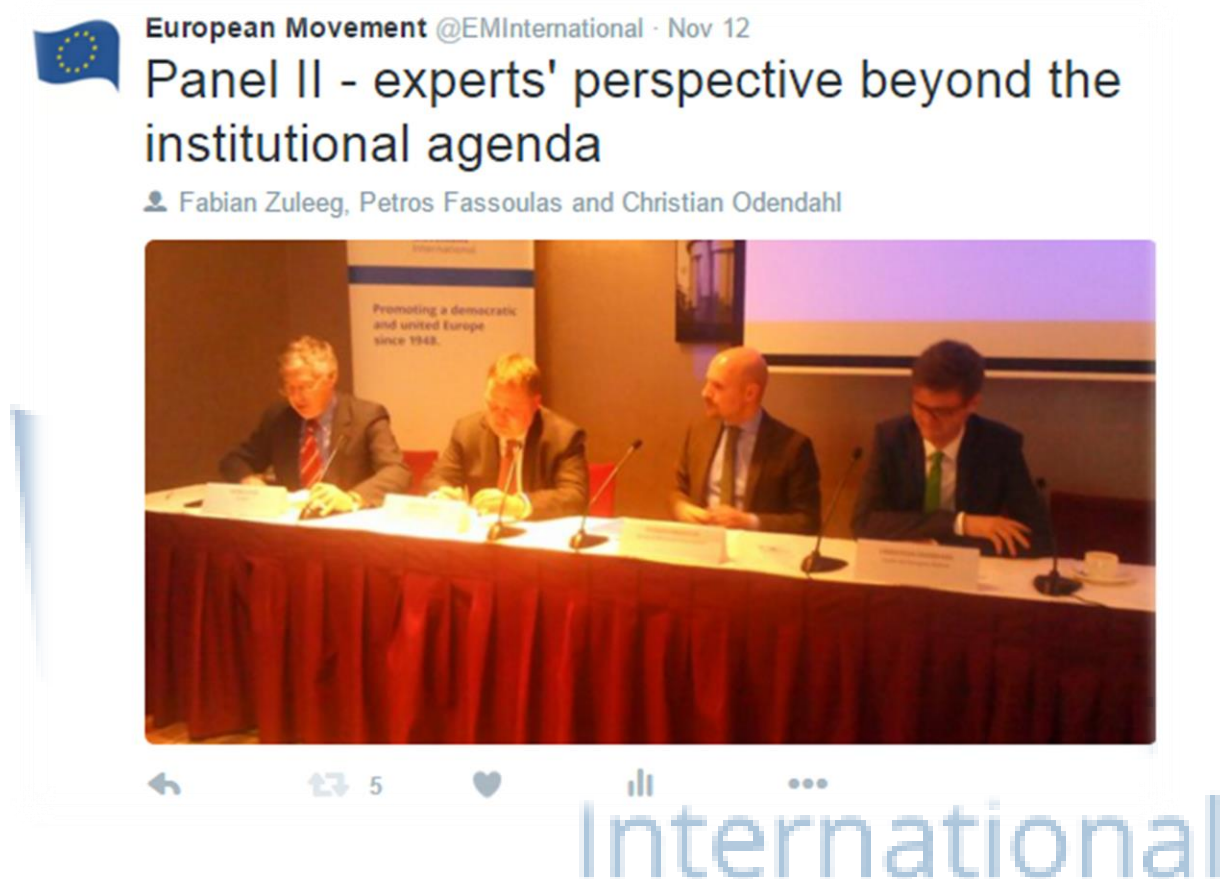 European Movement @EMInternational · Nov 12
Panel II - experts' perspective beyond the
institutional agenda
Fabian Zuleeg, Petros Fassoulas and Christian Odendahl
International
Promoting a democratic
and united Europe
since 1948.
5
International